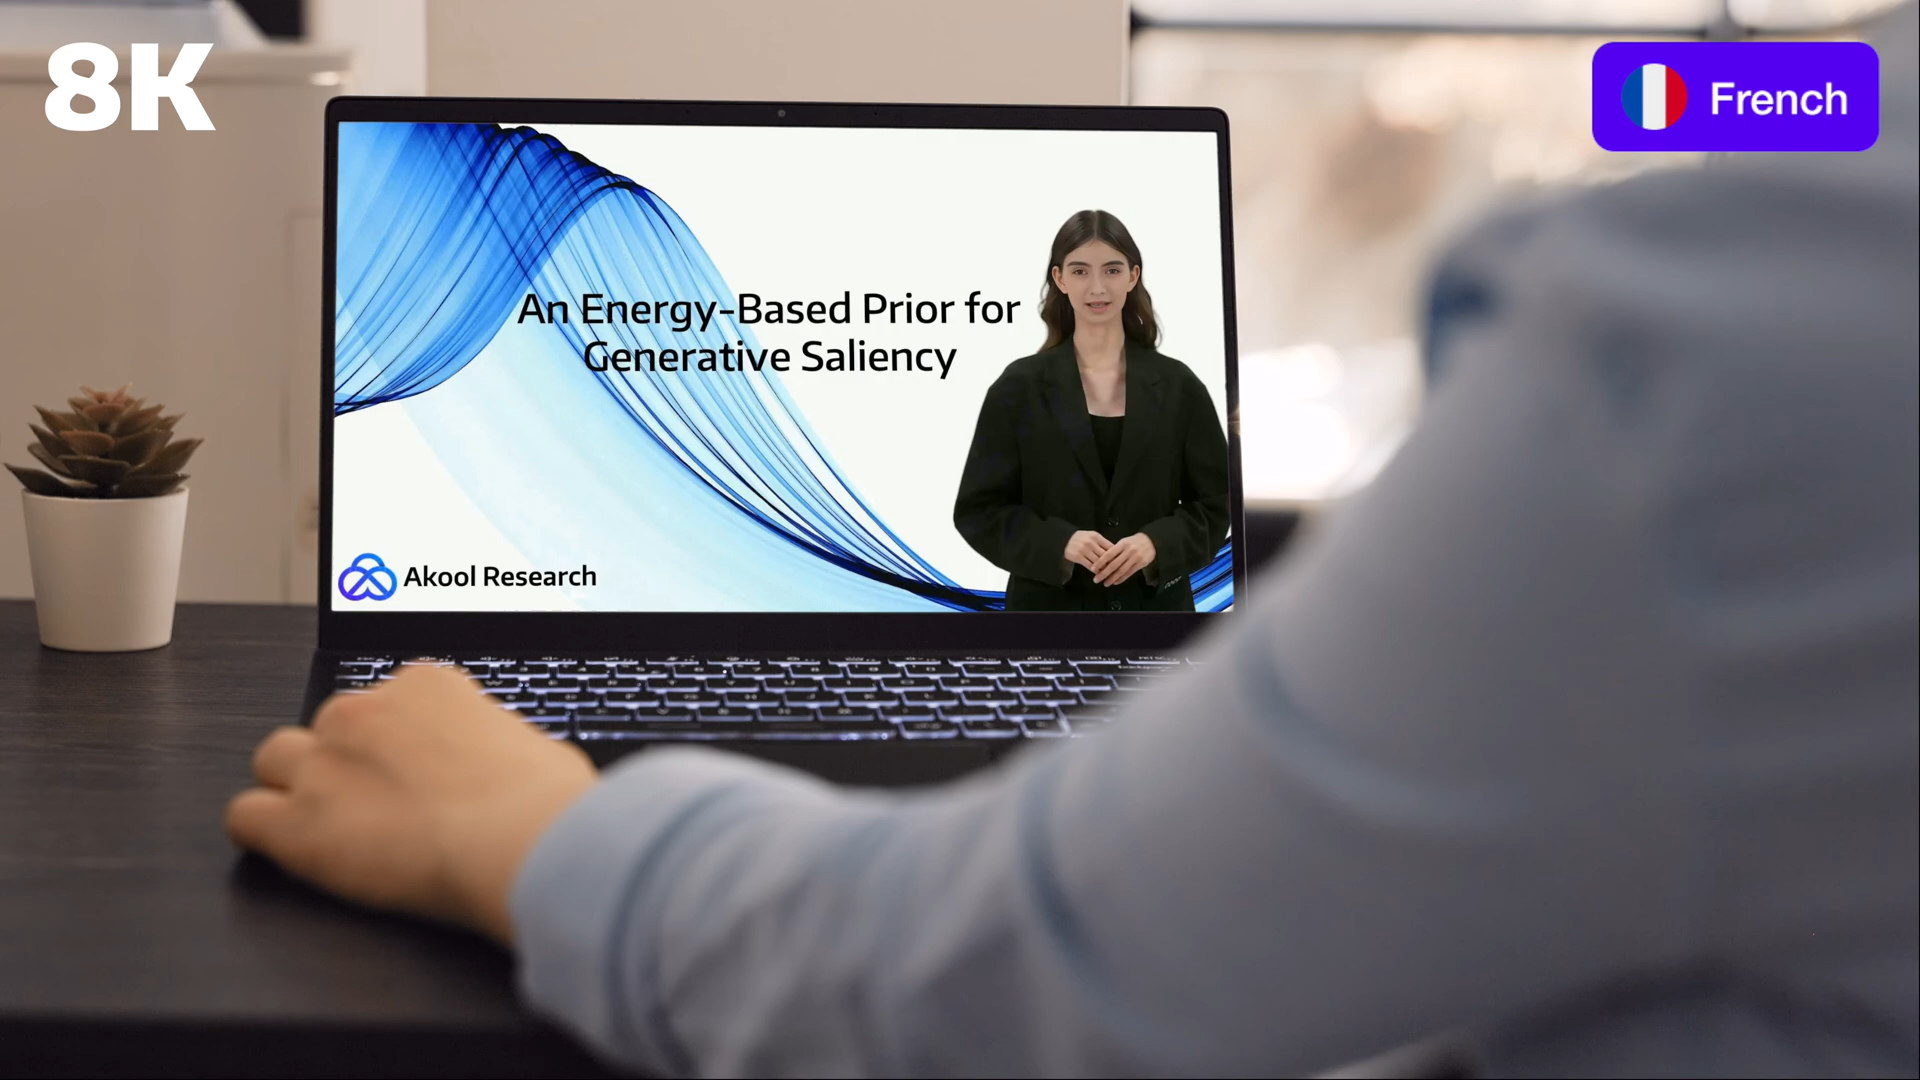 8K
French
An Energy-Based Prior for
Generative Saliency
Akool Research